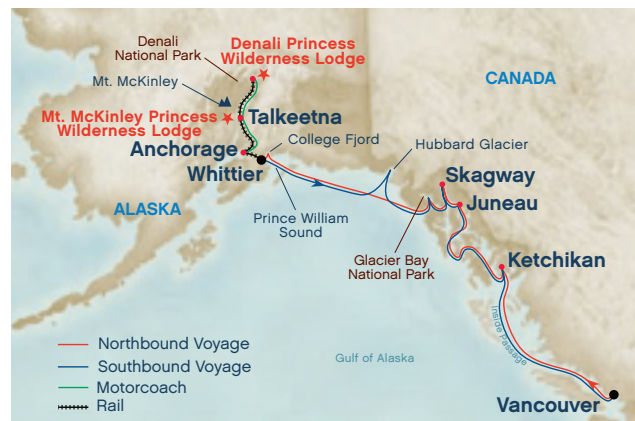 Denali
National Park
Denali Princess
Wilderness Lodge
CANADA
Mt. McKinley
Mt. McKinley Princess
Wilderness Lodge
Talkeetna
College Fjord
Hubbard Glacier
Anchorage
Whittier
Skagway
Juneau
ALASKA
Prince William
Sound
Glacier Bay
National Park
Ketchikan
Inside Passage
Northbound Voyage
Southbound Voyage
Motorcoach
Rail
Gulf of Alaska
Vancouver